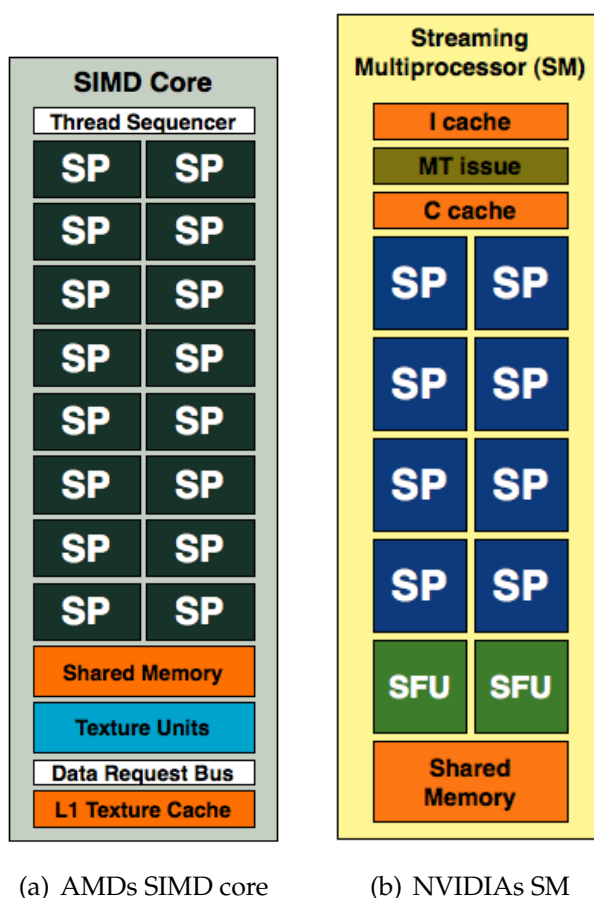 SIMD Core
Thread Sequencer
SP SP
SP SP
SP SP
SP SP
SP SP
SP SP
SP SP
SP SP
Shared Memory
Texture Units
Data Request Bus
L1 Texture Cache
(a) AMDs SIMD core
Streaming
Multiprocessor (SM)
I cache
MT issue
C cache
SP SP
SP SP
SP SP
SP SP
SFU SFU
Shared
Memory
(b) NVIDIAs SM